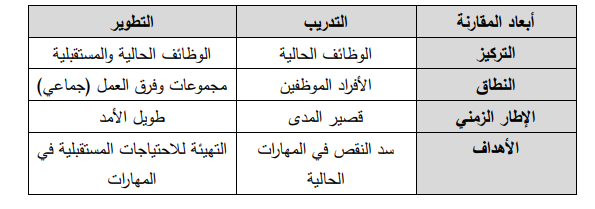 أبعاد المقارنة التدريب التطوير
التركيز الوظائف الحالية الوظائف الحالية والمستقبلية
النطاق الأفراد الموظفين مجموعات وفرق العمل (جماعي)
الإطار الزمني قصير المدى طويل الأمد
الأهداف سد النقص في المهارات التهيئة للاحتياجات المستقبلية في
الحالية المهارات